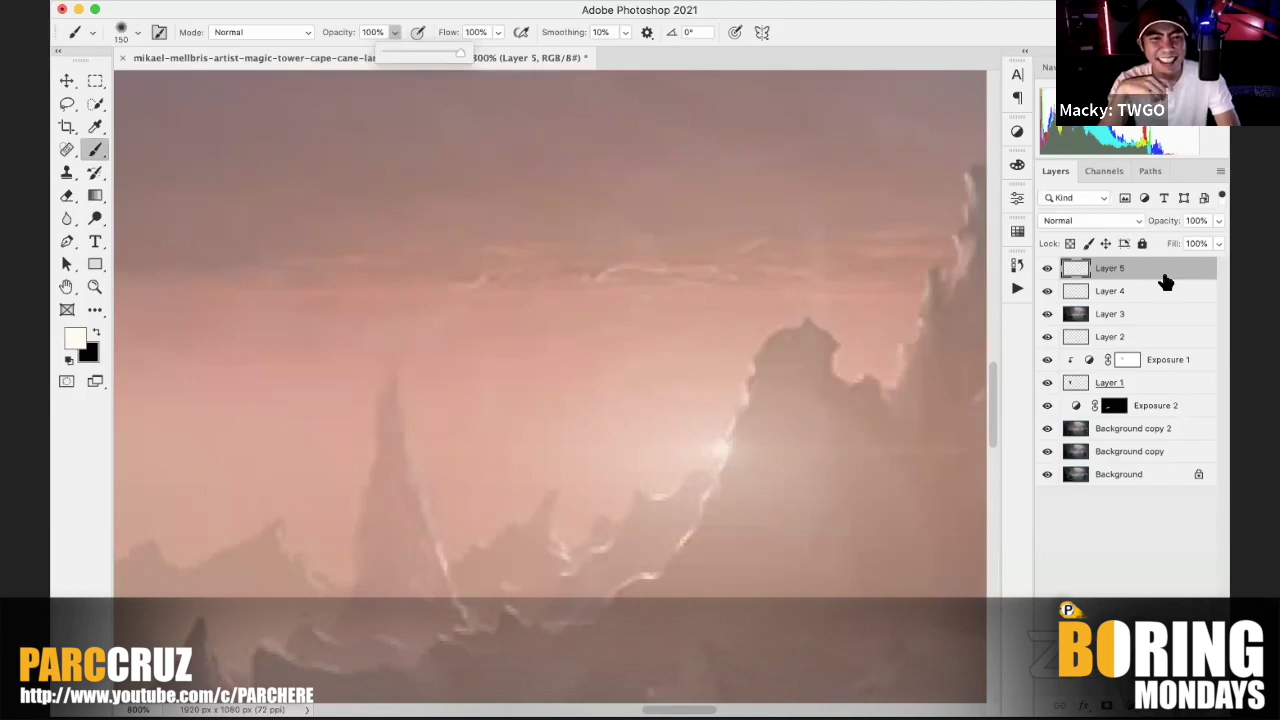 Adobe Photoshop 2021
150
Mode: Normal
Opacity: 100%
Flow: 100%
Smoothing: 10%
0°
mikael-mellbris-artist-magic-tower-cape-cane-lar
800% (Layer 5, RGB/8#) *
Macky: TWGO
Layers
Channels
Paths
Kind
Normal
Opacity: 100%
Lock:
Fill: 100%
Layer 5
Layer 4
Layer 3
Layer 2
Exposure 1
Layer 1
Exposure 2
Background copy 2
Background copy
Background
PARCCRUZ
http://www.youtube.com/c/PARCHERE
800%
1920 px x 1080 px (72 ppi)
P
BORING
MONDAYS